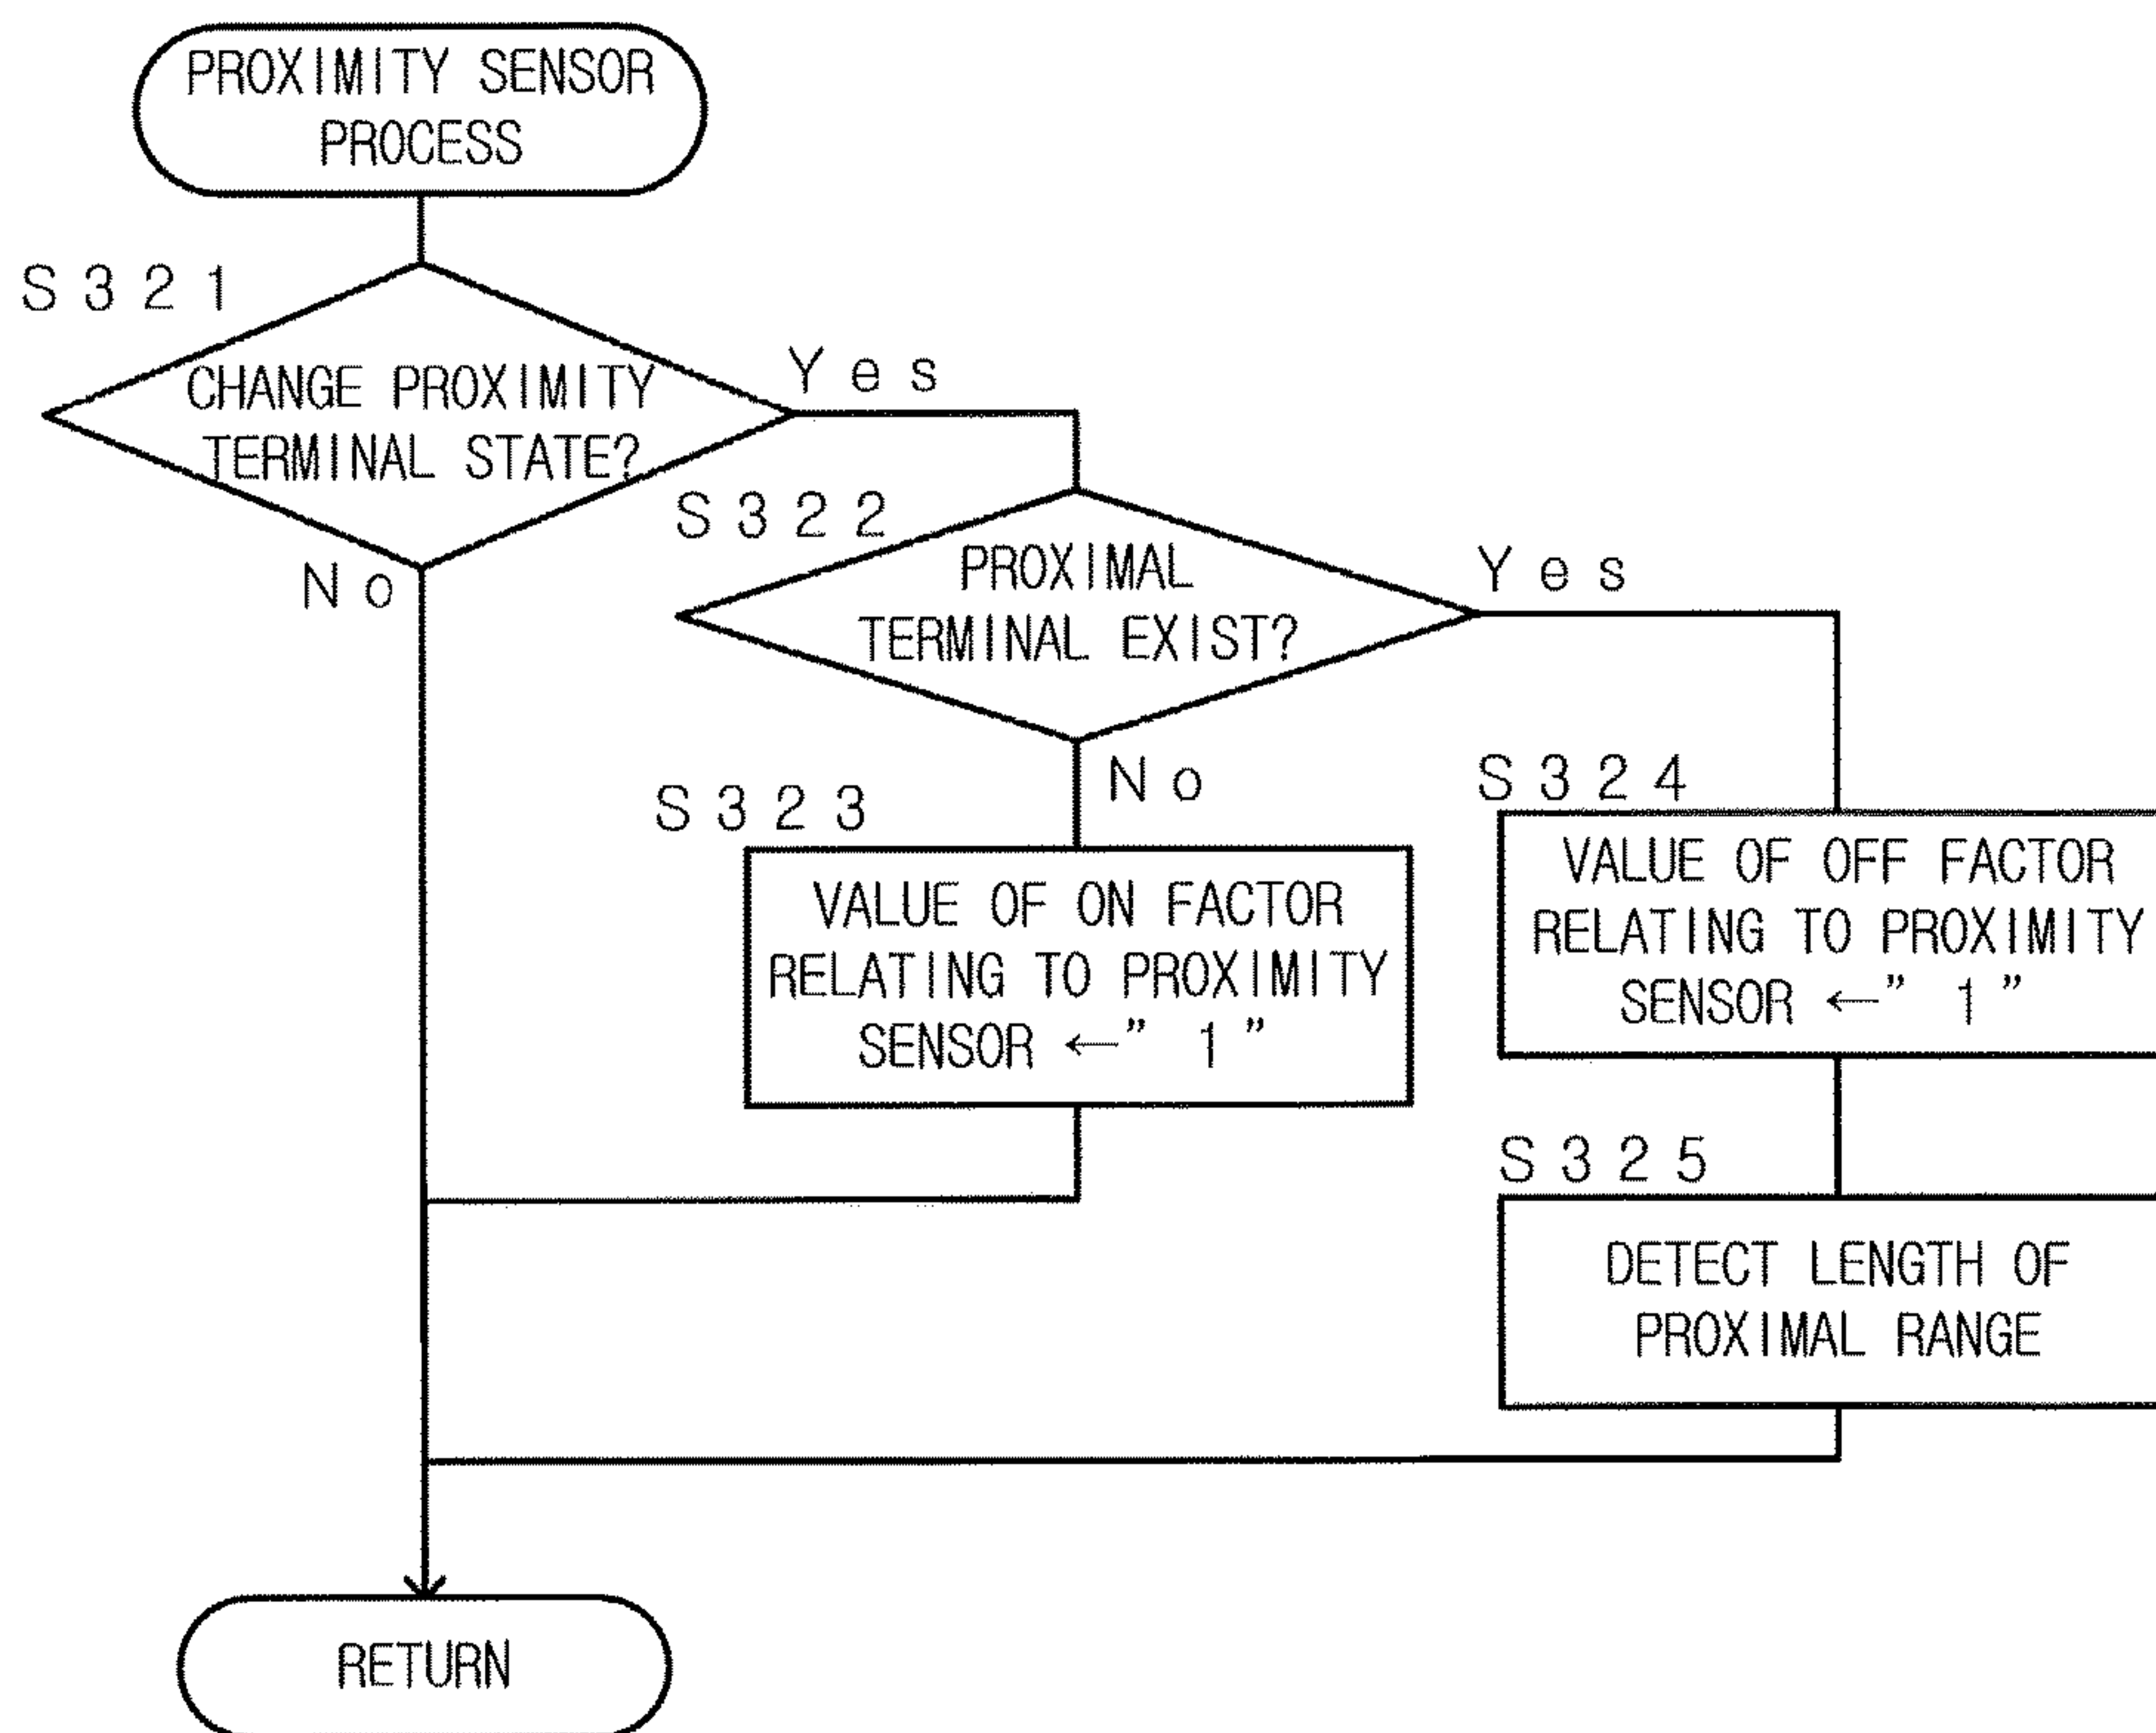 PROXIMITY SENSOR
PROCESS
S321
CHANGE PROXIMITY
TERMINAL STATE?
Yes
No
S322
PROXIMAL
TERMINAL EXIST?
Yes
No
S323
VALUE OF ON FACTOR
RELATING TO PROXIMITY
SENSOR ←” 1 ”
S324
VALUE OF OFF FACTOR
RELATING TO PROXIMITY
SENSOR ←” 1 ”
S325
DETECT LENGTH OF
PROXIMAL RANGE
RETURN